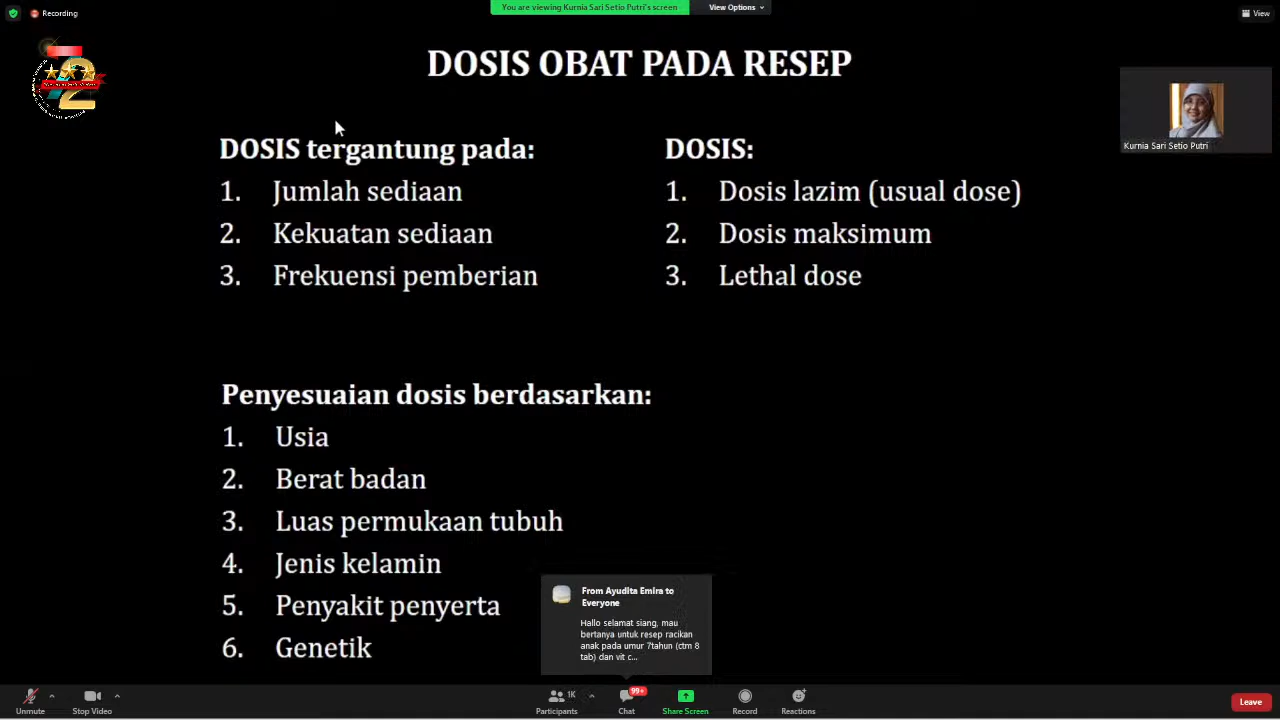 Recording
You are viewing Kurnia Sari Setio Putri's screen
View Options
View
DOSIS OBAT PADA RESEP
Kurnia Sari Setio Putri
DOSIS tergantung pada:
1. Jumlah sediaan
2. Kekuatan sediaan
3. Frekuensi pemberian
DOSIS:
1. Dosis lazim (usual dose)
2. Dosis maksimum
3. Lethal dose
Penyesuaian dosis berdasarkan:
1. Usia
2. Berat badan
3. Luas permukaan tubuh
4. Jenis kelamin
5. Penyakit penyerta
6. Genetik
From Ayudita Emira to
Everyone
Hallo selamat siang, mau
bertanya untuk resep racikan
anak pada umur 7tahun (ctm 8
tab) dan vit c...
Unmute
Stop Video
1K
Participants
99+
Chat
Share Screen
Record
Reactions
Leave